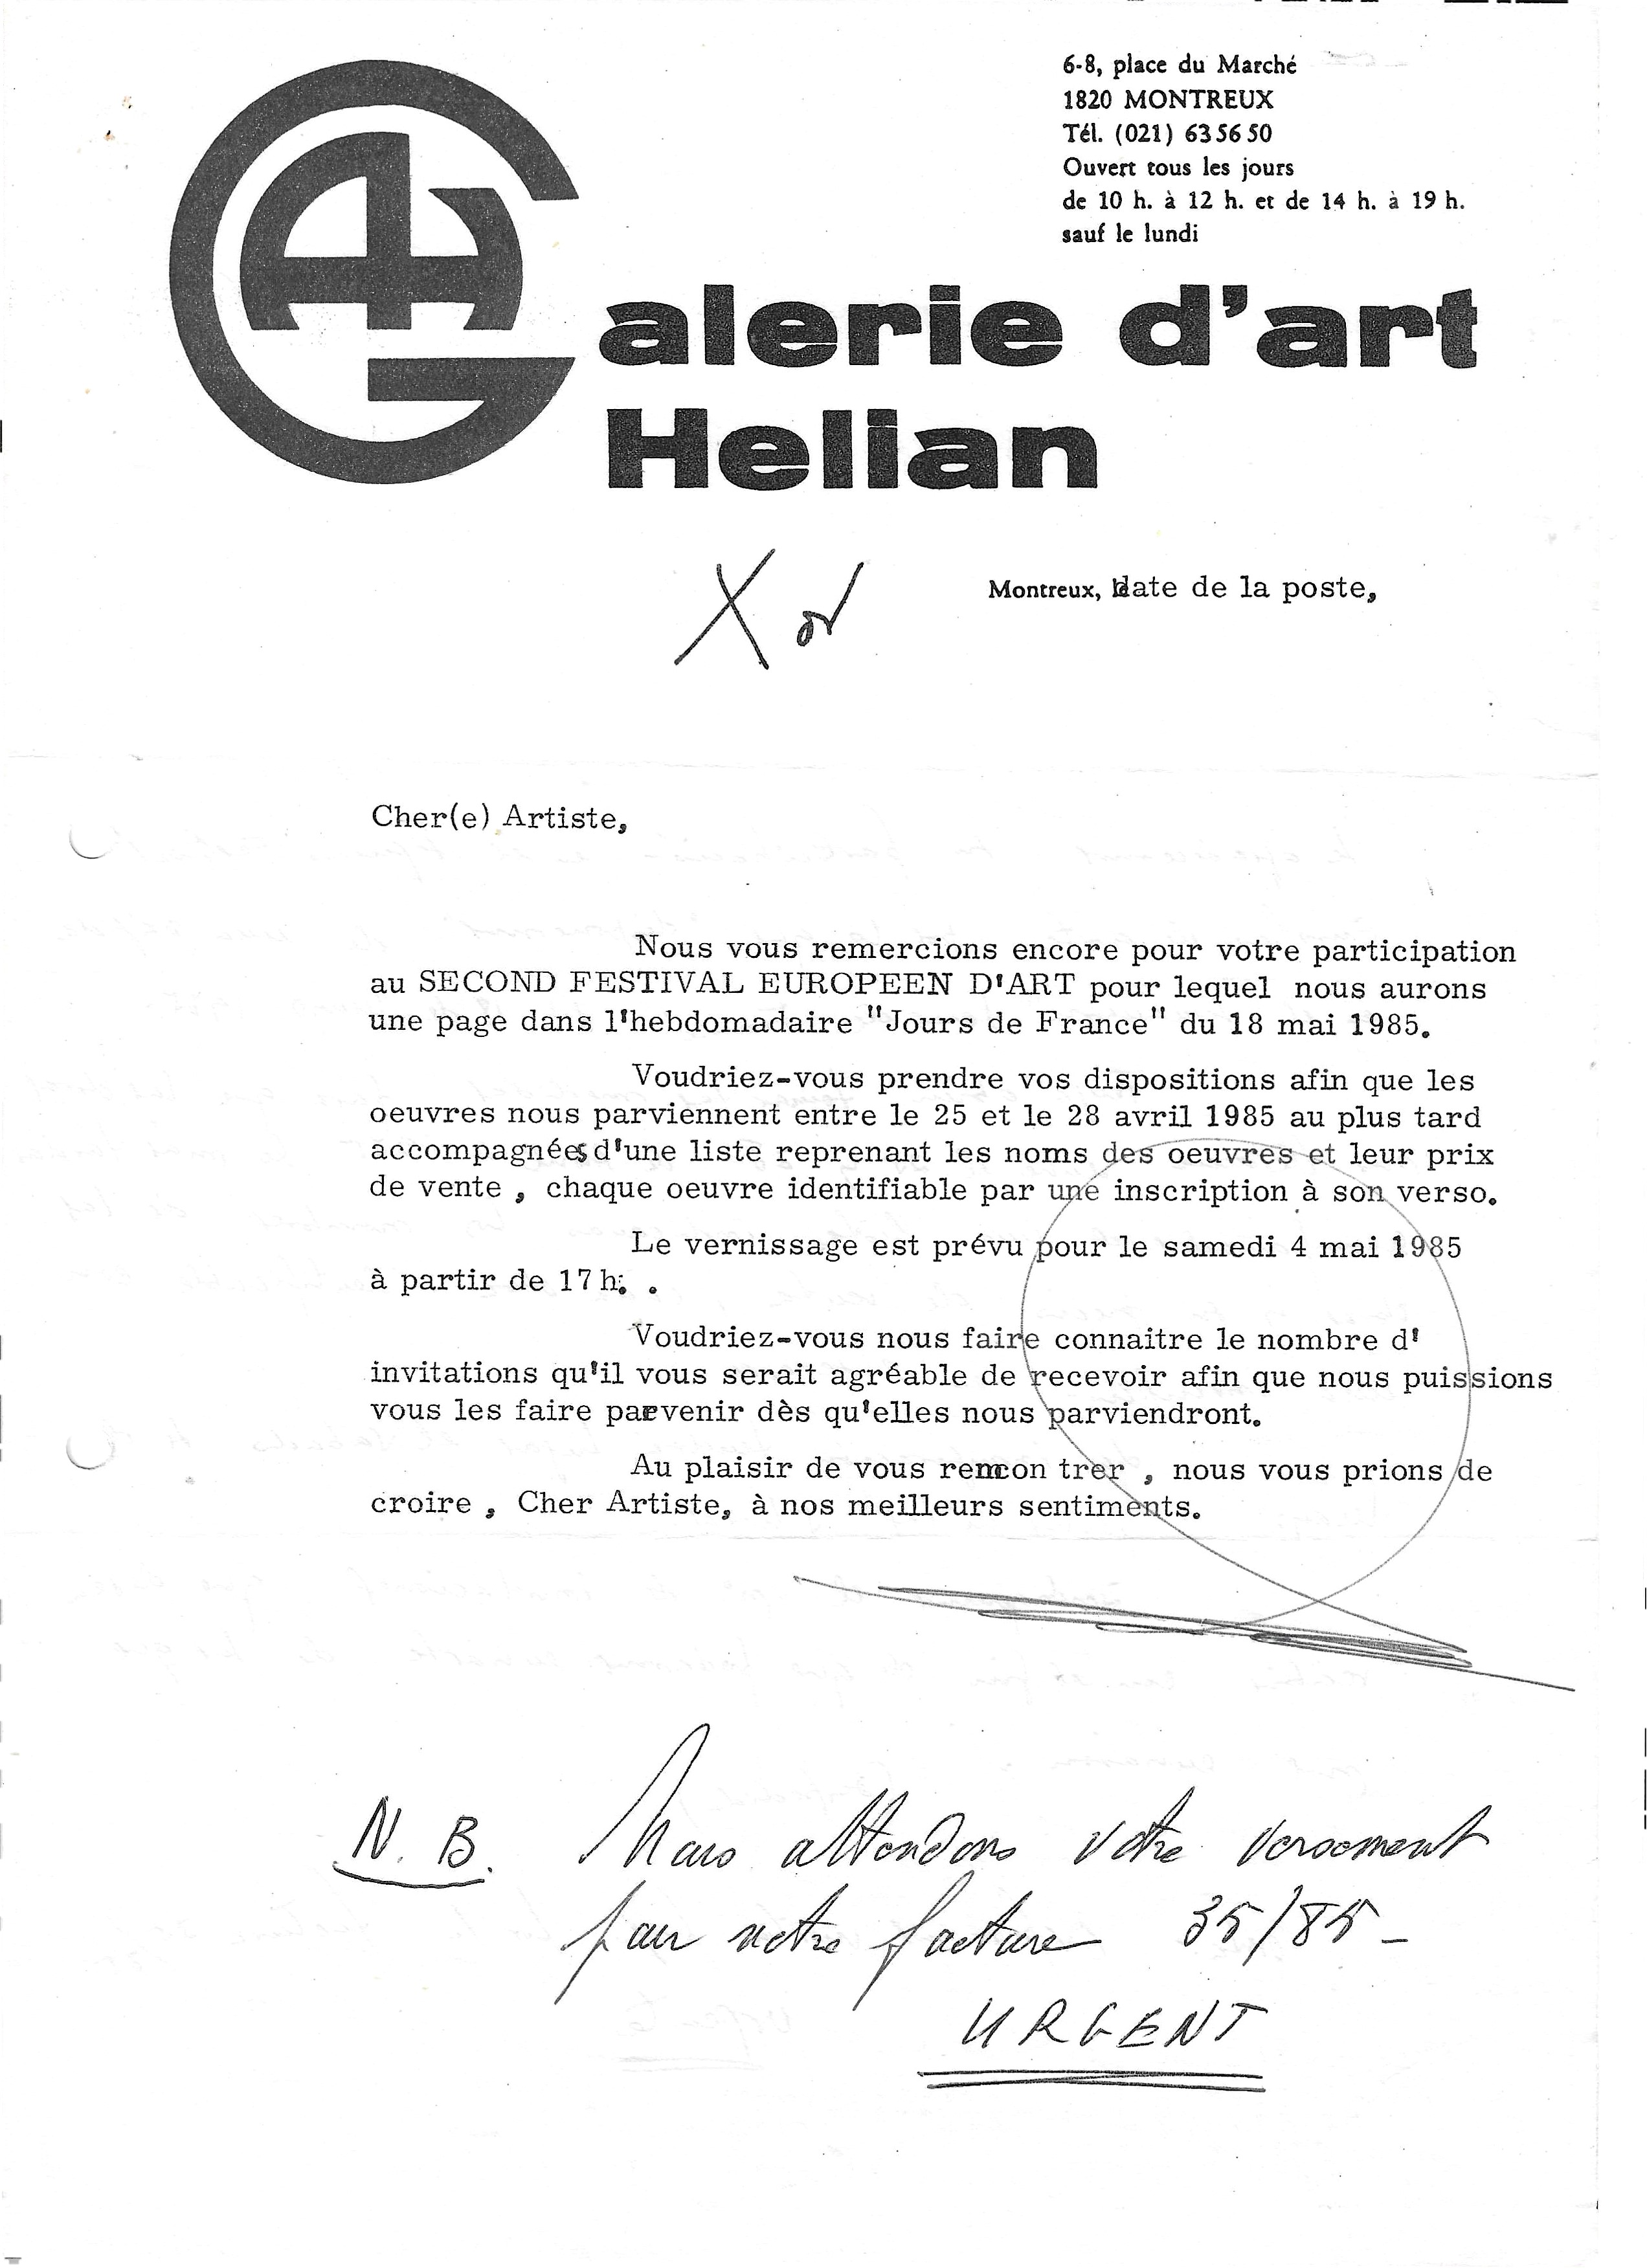 6-8, place du Marché
1820 MONTREUX
Tél. (021) 63 56 50
Ouvert tous les jours
de 10 h. à 12 h. et de 14 h. à 19 h.
sauf le lundi
Galerie d'art
Helian
Montreux, date de la poste,
Cher(e) Artiste,
Nous vous remercions encore pour votre participation
au SECOND FESTIVAL EUROPEEN D'ART pour lequel nous aurons
une page dans l'hebdomadaire "Jours de France" du 18 mai 1985.
Voudriez-vous prendre vos dispositions afin que les
oeuvres nous parviennent entre le 25 et le 28 avril 1985 au plus tard
accompagnées d'une liste reprenant les noms des oeuvres et leur prix
de vente , chaque oeuvre identifiable par une inscription à son verso.
Le vernissage est prévu pour le samedi 4 mai 1985
à partir de 17 h. .
Voudriez-vous nous faire connaitre le nombre d'
invitations qu'il vous serait agréable de recevoir afin que nous puissions
vous les faire parvenir dès qu'elles nous parviendront.
Au plaisir de vous rencon trer , nous vous prions de
croire , Cher Artiste, à nos meilleurs sentiments.
N. B. Nous attendons votre versement
pour notre facture 35/85 -
URGENT